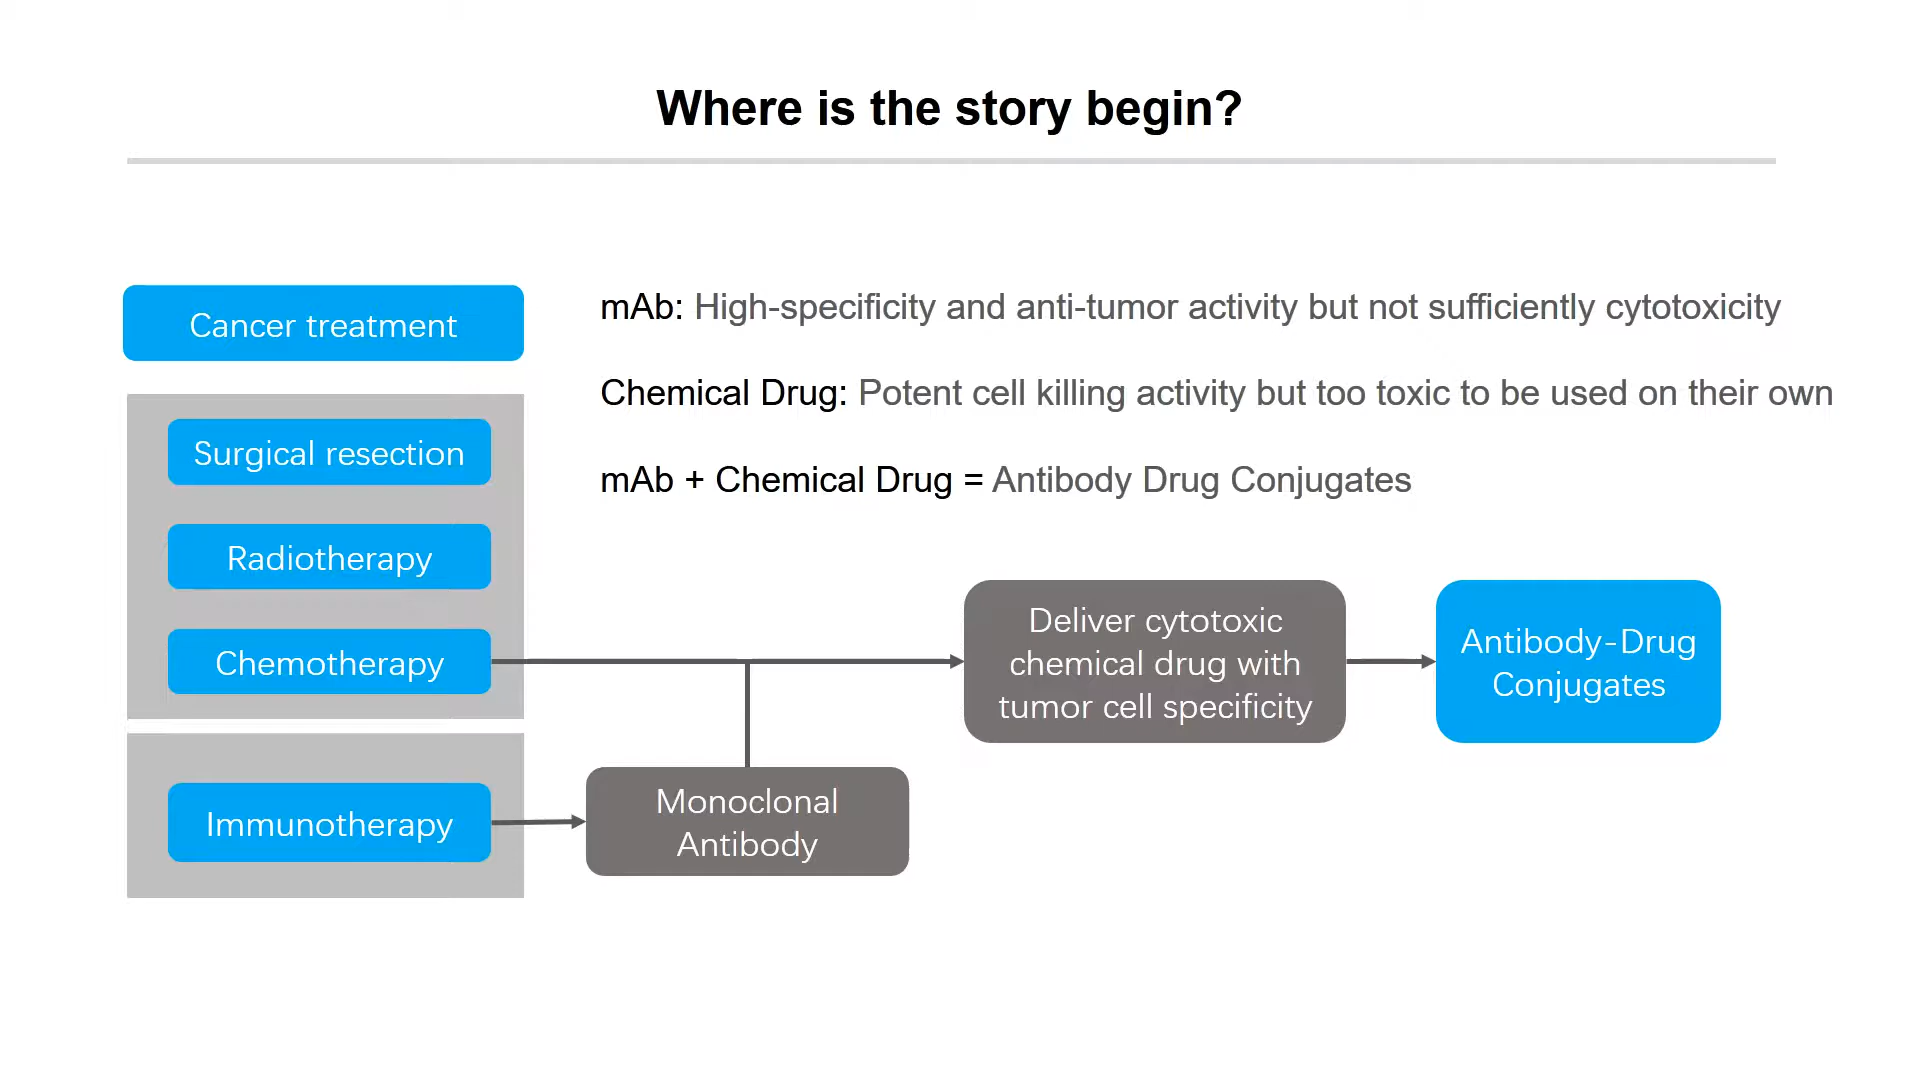 Where is the story begin?
Cancer treatment
Surgical resection
Radiotherapy
Chemotherapy
Immunotherapy
mAb: High-specificity and anti-tumor activity but not sufficiently cytotoxicity
Chemical Drug: Potent cell killing activity but too toxic to be used on their own
mAb + Chemical Drug = Antibody Drug Conjugates
Monoclonal
Antibody
Deliver cytotoxic
chemical drug with
tumor cell specificity
Antibody-Drug
Conjugates